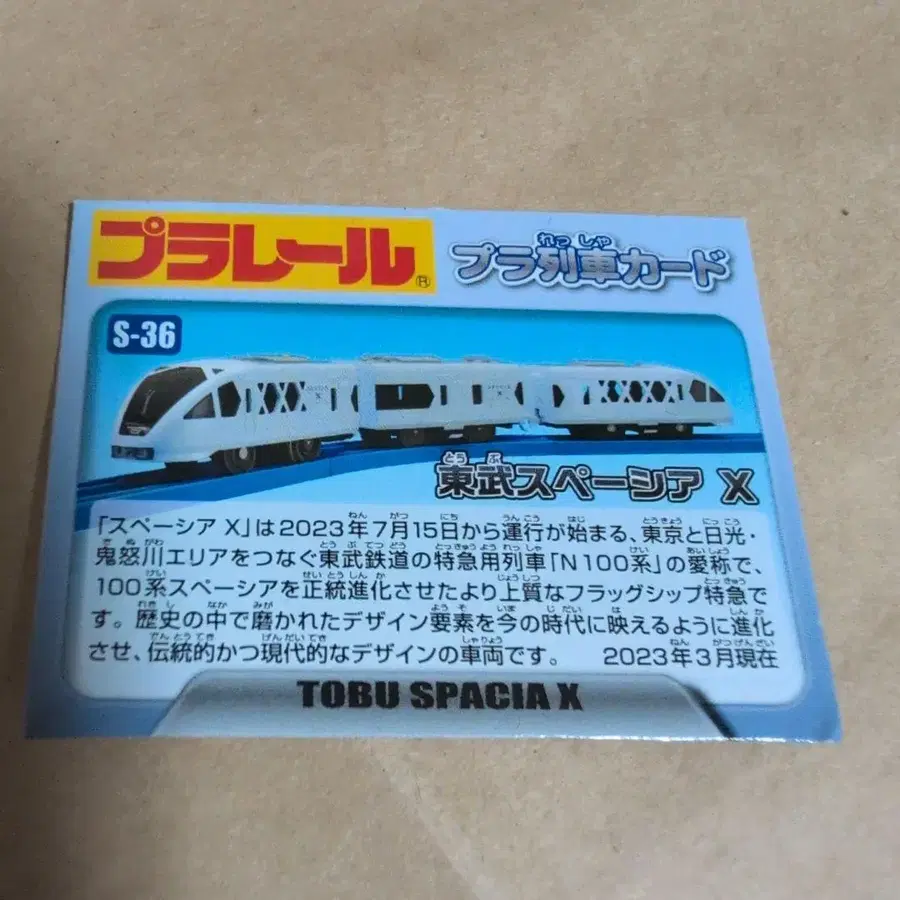 プラレール®
プラ列車カード
S-36
東武スペーシア X
「スペーシア X」は2023年7月15日から運行が始まる、東京と日光・
鬼怒川エリアをつなぐ東武鉄道の特急用列車「N100系」の愛称で、
100系スペーシアを正統進化させたより上質なフラッグシップ特急で
す。歴史の中で磨かれたデザイン要素を今の時代に映えるように進化
させ、伝統的かつ現代的なデザインの車両です。 2023年3月現在
TOBU SPACIA X